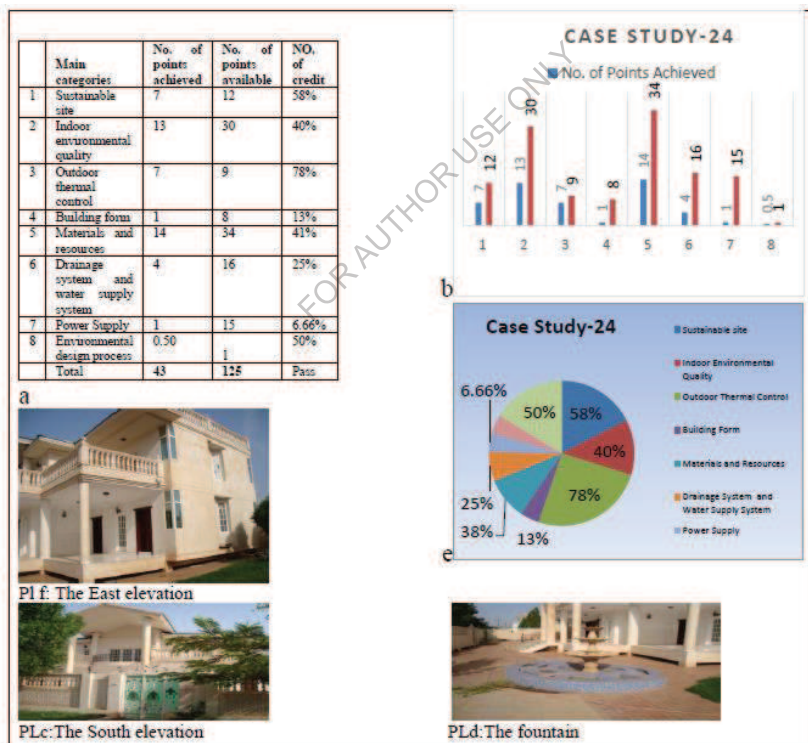 Main categories No. of points achieved No. of points available NO. of credit
1 Sustainable site 7 12 58%
2 Indoor environmental quality 13 30 40%
3 Outdoor thermal control 7 9 78%
4 Building form 1 8 13%
5 Materials and resources 14 34 41%
6 Drainage system and water supply system 4 16 25%
7 Power Supply 1 15 6.66%
8 Environmental design process 0.50 1 50%
Total 43 125 Pass
a
CASE STUDY-24
No. of Points Achieved
7 12 13 30 7 9 1 8 14 34 4 16 1 15 0.5 1
1 2 3 4 5 6 7 8
b
Case Study-24
58%
40%
78%
13%
38%
25%
6.66%
50%
Sustainable site
Indoor Environmental
Quality
Outdoor Thermal Control
Building Form
Materials and Resources
Drainage System and
Water Supply System
Power Supply
e
Pl f: The East elevation
PLc:The South elevation
PLd:The fountain
FOR AUTHOR USE ONLY